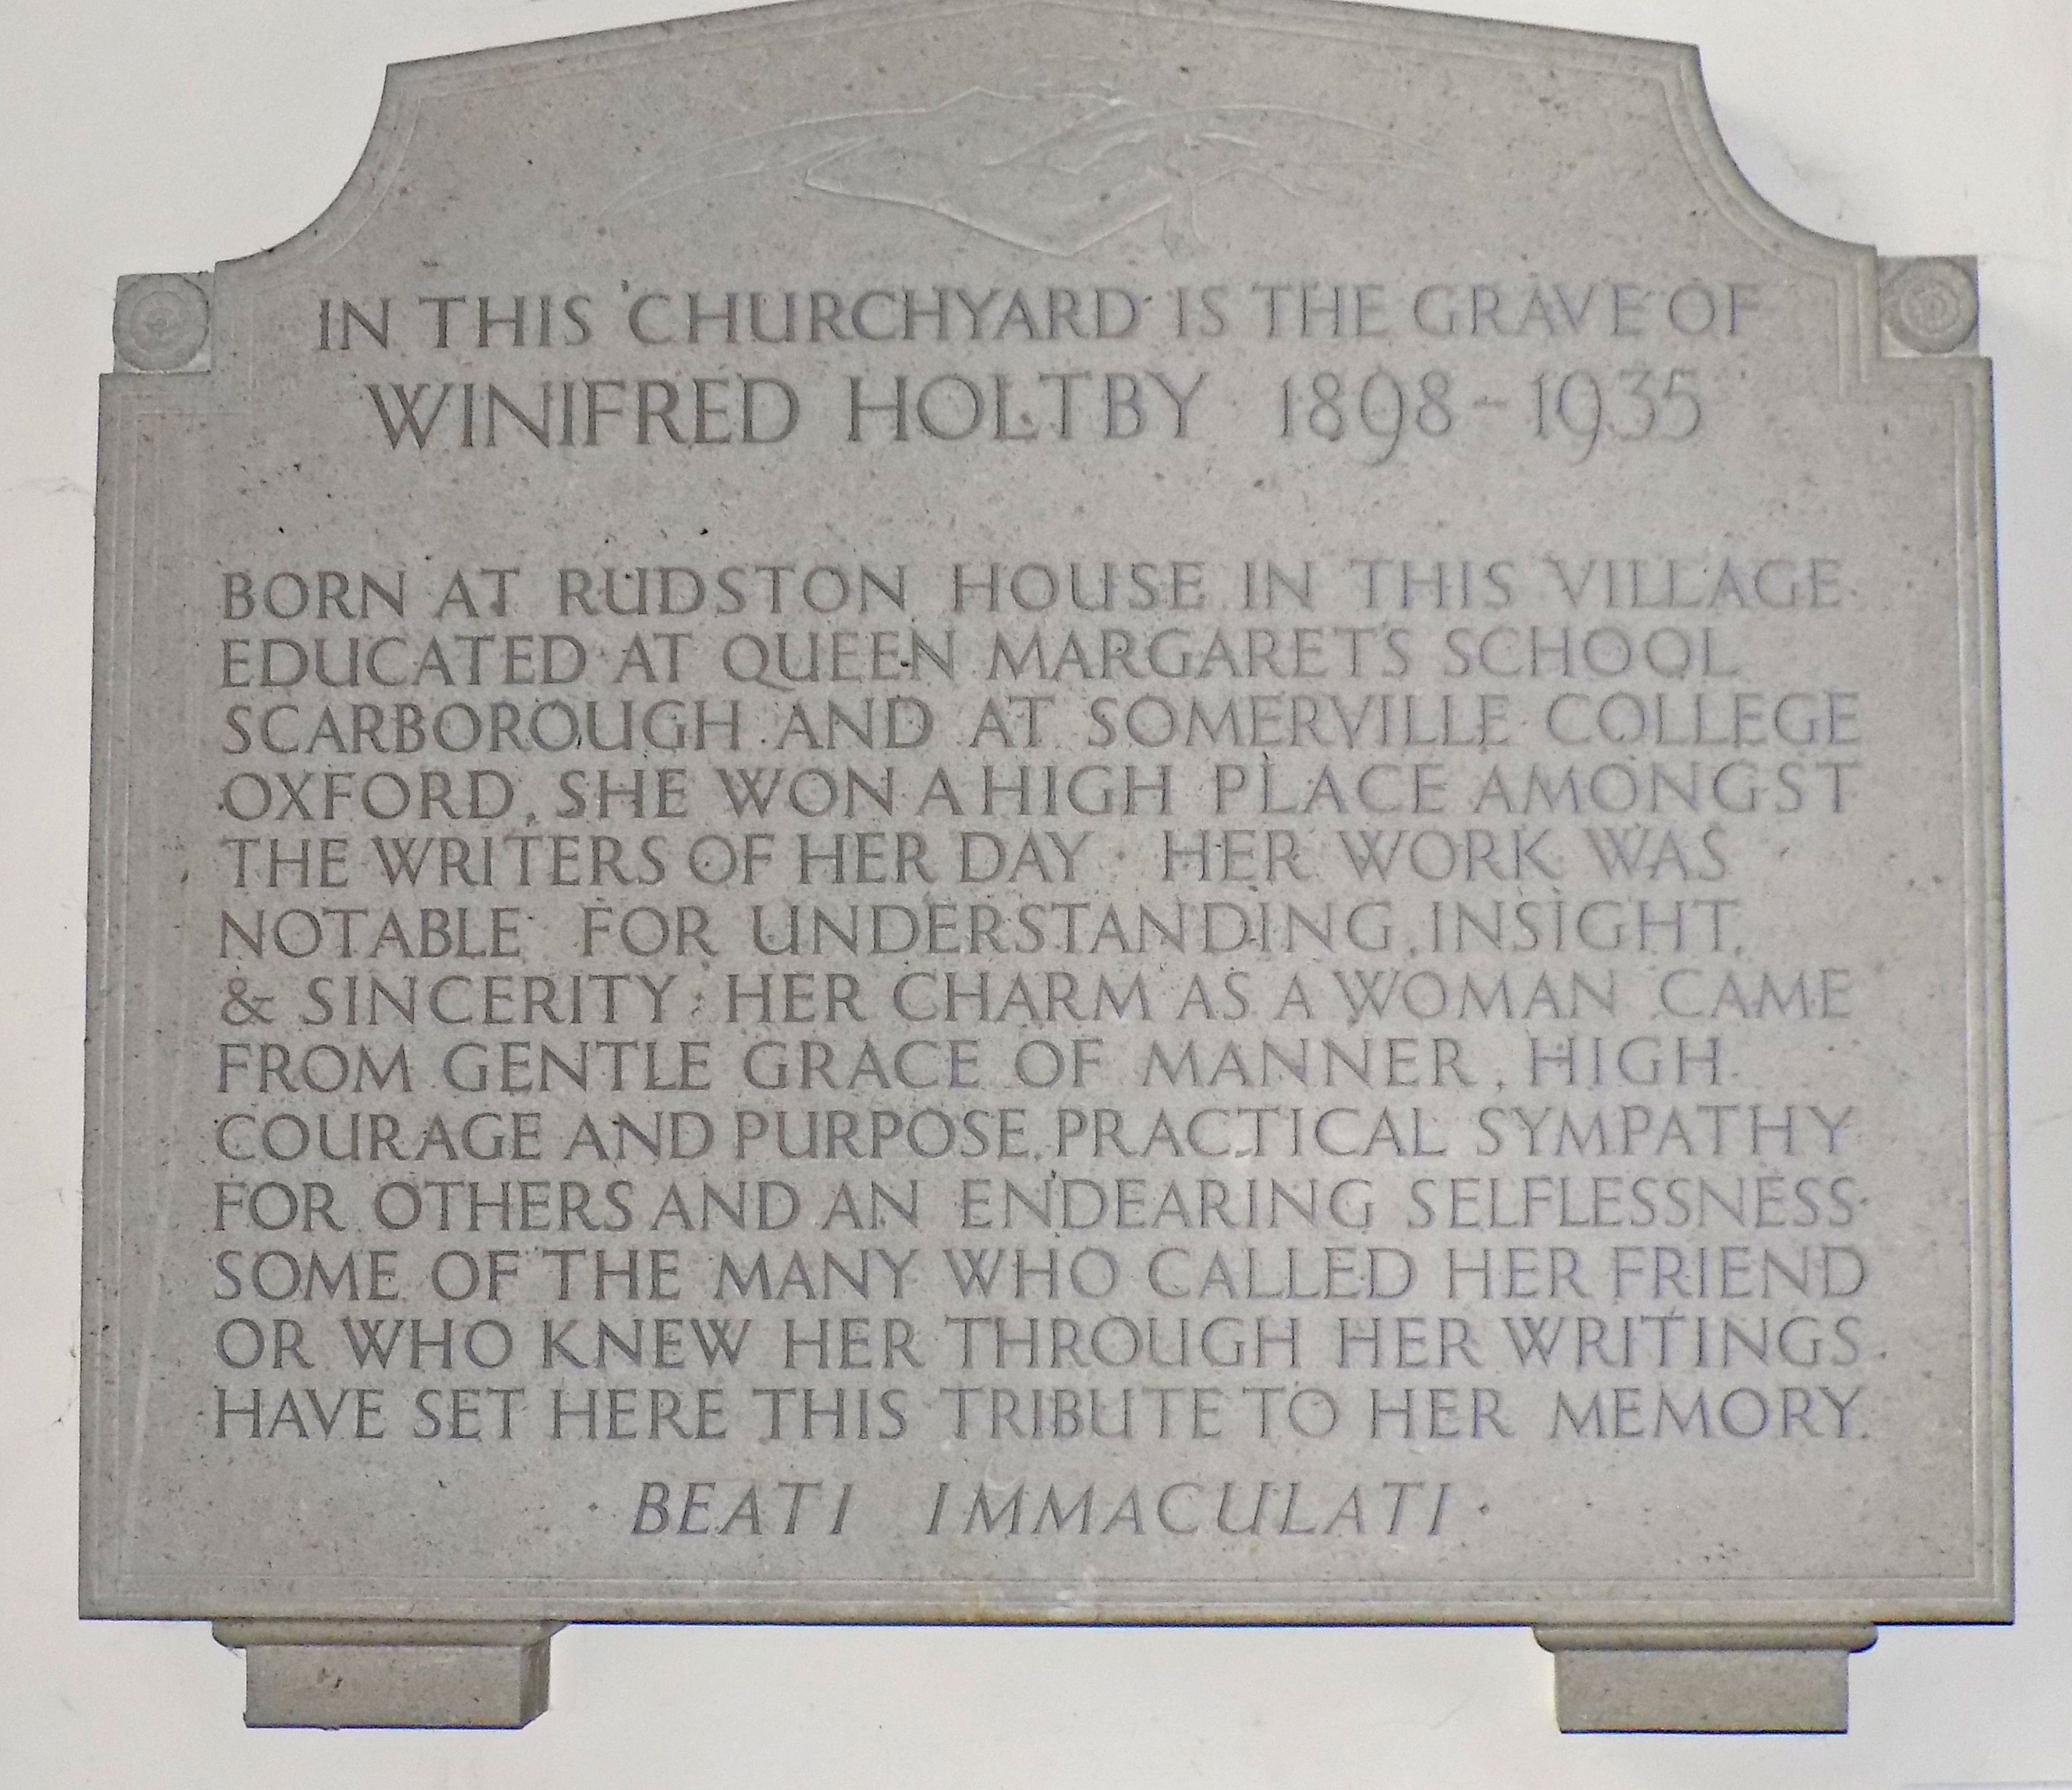 IN THIS CHURCHYARD IS THE GRAVE OF
WINIFRED HOLTBY 1898-1935
BORN AT RUDSTON HOUSE IN THIS VILLAGE
EDUCATED AT QUEEN MARGARET'S SCHOOL
SCARBOROUGH AND AT SOMERVILLE COLLEGE
OXFORD, SHE WON A HIGH PLACE AMONGST
THE WRITERS OF HER DAY · HER WORK WAS
NOTABLE FOR UNDERSTANDING, INSIGHT,
& SINCERITY · HER CHARM AS A WOMAN CAME
FROM GENTLE GRACE OF MANNER, HIGH
COURAGE AND PURPOSE, PRACTICAL SYMPATHY
FOR OTHERS AND AN ENDEARING SELFLESSNESS·
SOME OF THE MANY WHO CALLED HER FRIEND
OR WHO KNEW HER THROUGH HER WRITINGS
HAVE SET HERE THIS TRIBUTE TO HER MEMORY.
· BEATI IMMACULATI ·